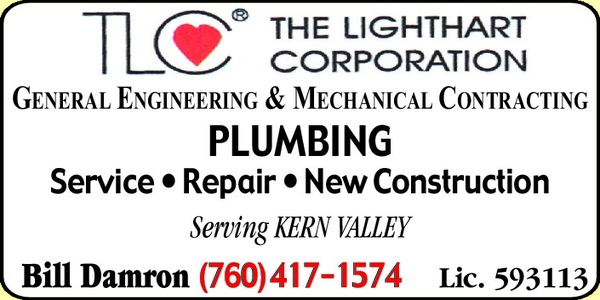 TLC® THE LIGHTHART
CORPORATION
GENERAL ENGINEERING & MECHANICAL CONTRACTING
PLUMBING
Service • Repair • New Construction
Serving KERN VALLEY
Bill Damron (760) 417-1574 Lic. 593113